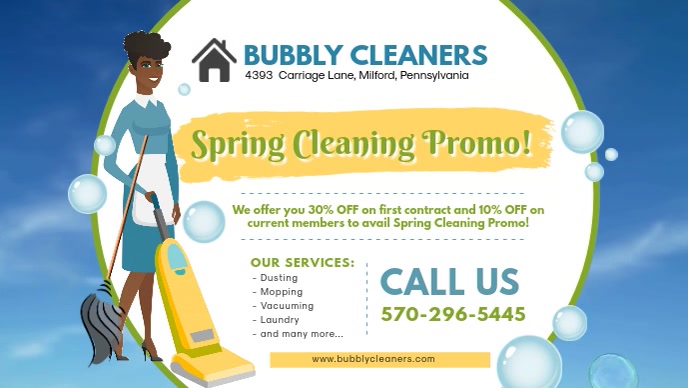 BUBBLY CLEANERS
4393 Carriage Lane, Milford, Pennsylvania
Spring Cleaning Promo!
We offer you 30% OFF on first contract and 10% OFF on
current members to avail Spring Cleaning Promo!
OUR SERVICES:
- Dusting
- Mopping
- Vacuuming
- Laundry
- and many more...
CALL US
570-296-5445
www.bubblycleaners.com